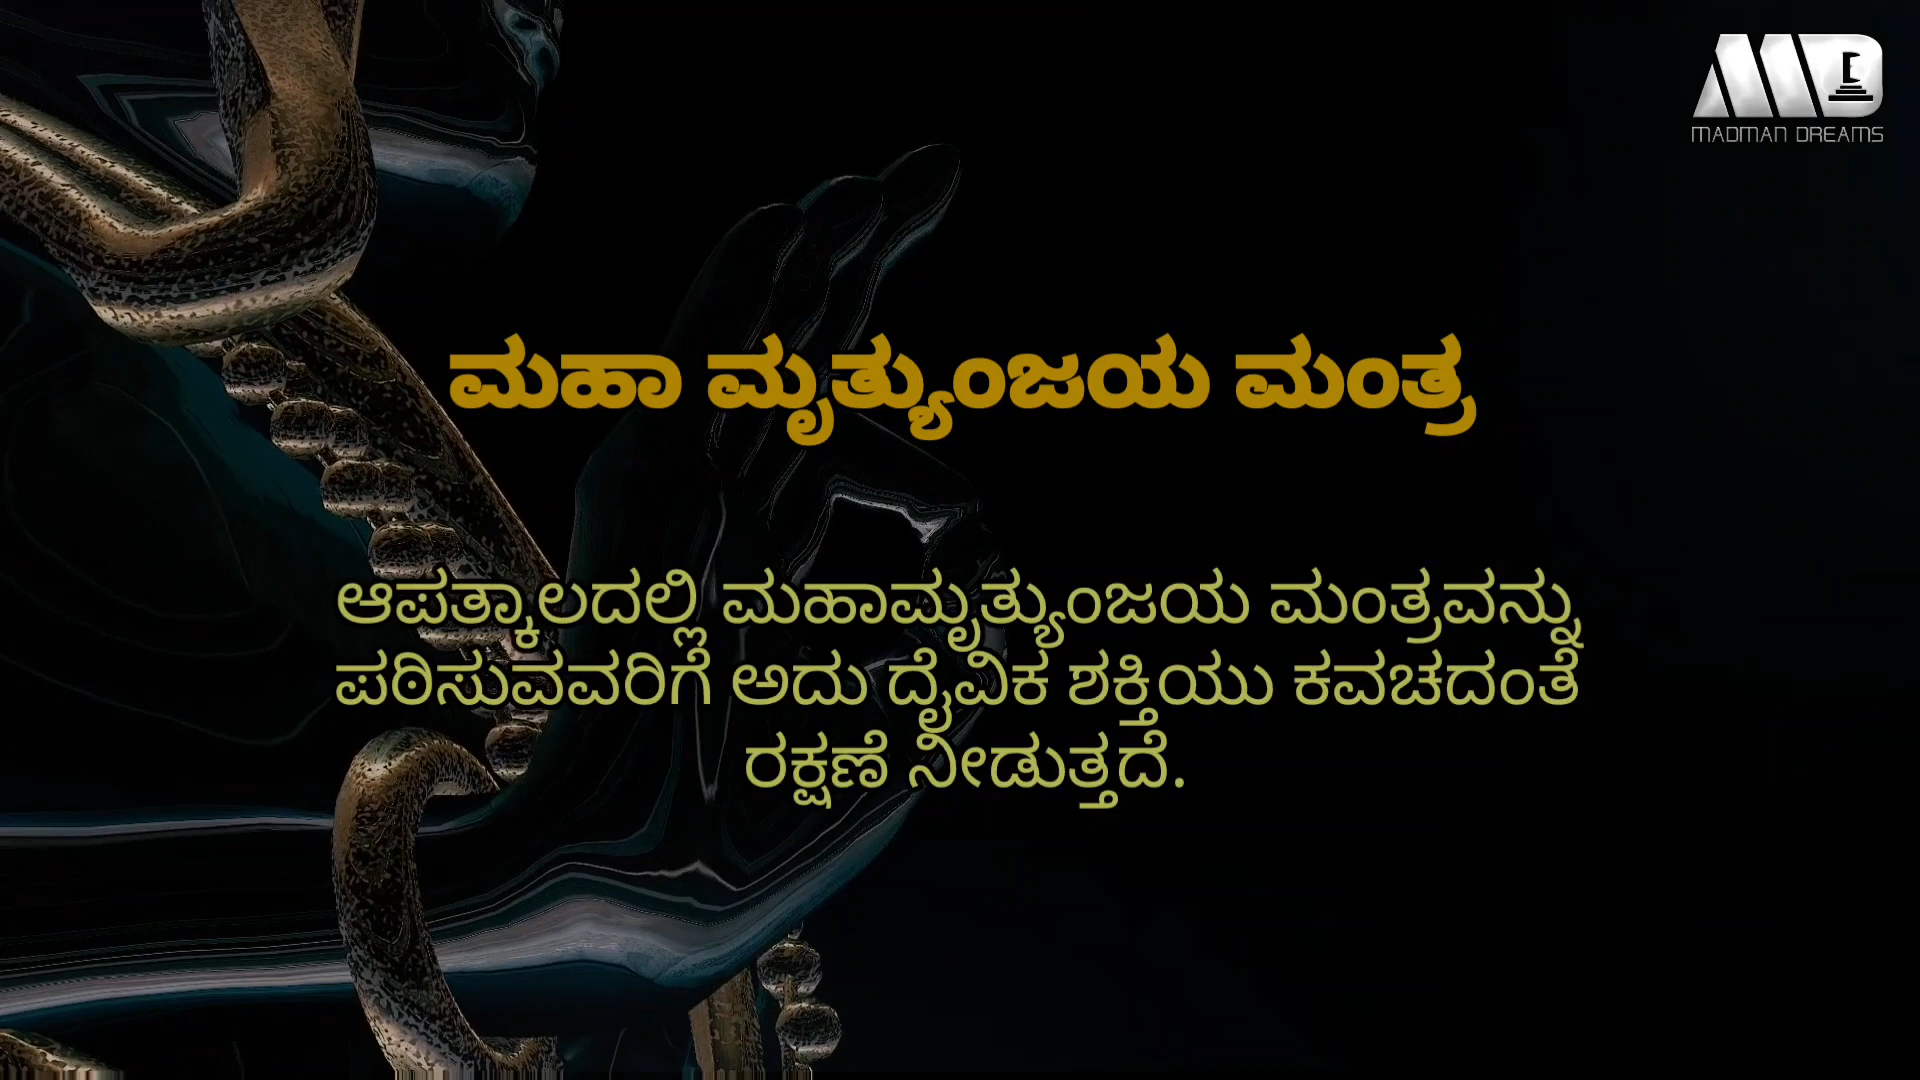 MADMAN DREAMS
ಮಹಾ ಮೃತ್ಯುಂಜಯ ಮಂತ್ರ
ಆಪತ್ಕಾಲದಲ್ಲಿ ಮಹಾಮೃತ್ಯುಂಜಯ ಮಂತ್ರವನ್ನು
ಪಠಿಸುವವರಿಗೆ ಅದು ದೈವಿಕ ಶಕ್ತಿಯು ಕವಚದಂತೆ
ರಕ್ಷಣೆ ನೀಡುತ್ತದೆ.